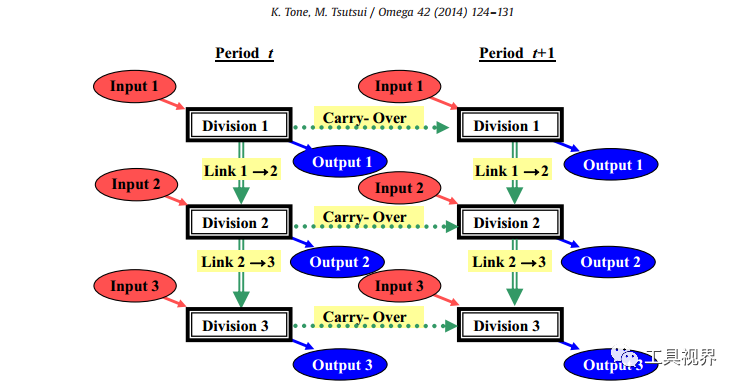 K. Tone, M. Tsutsui / Omega 42 (2014) 124–131
Period t
Period t+1
Input 1
Input 1
Division 1
Carry- Over
Division 1
Output 1
Output 1
Link 1 →2
Link 1 →2
Input 2
Input 2
Division 2
Carry- Over
Division 2
Output 2
Output 2
Link 2 →3
Link 2 →3
Input 3
Input 3
Division 3
Carry- Over
Division 3
Output 3
Output 3
工具视界